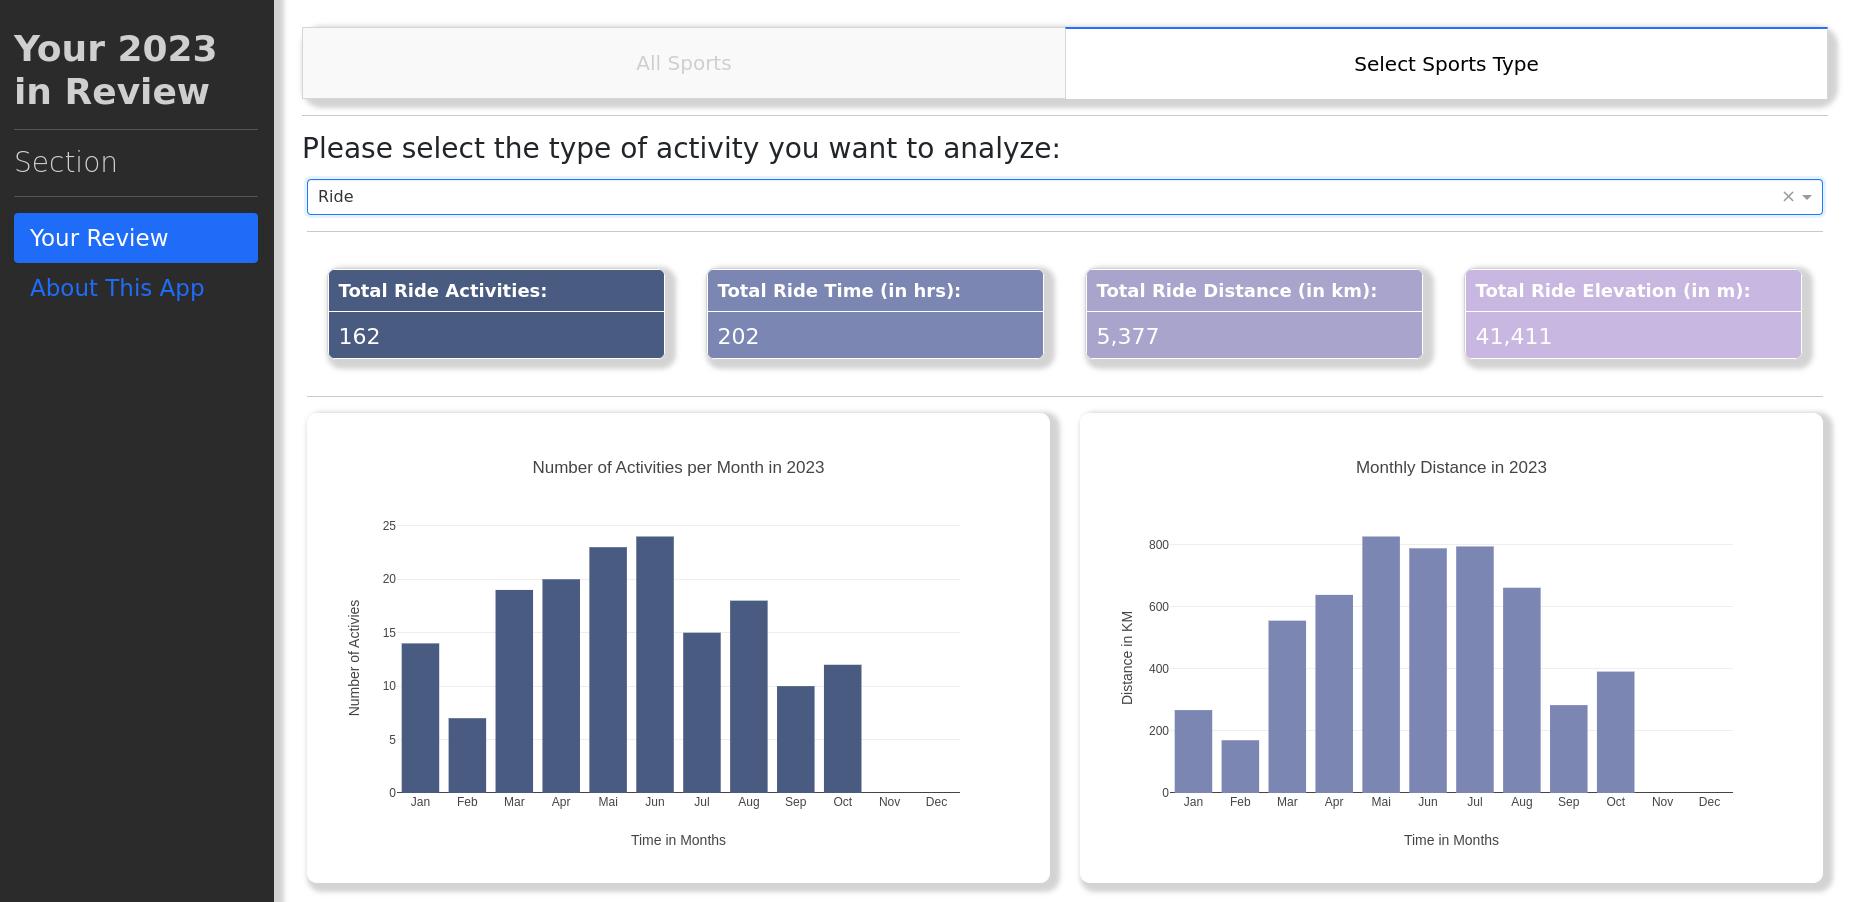 Your 2023
in Review
Section
Your Review
About This App
All Sports
Select Sports Type
Please select the type of activity you want to analyze:
Ride
Total Ride Activities:
162
Total Ride Time (in hrs):
202
Total Ride Distance (in km):
5,377
Total Ride Elevation (in m):
41,411
Number of Activities per Month in 2023
25
20
15
10
5
0
Number of Activies
Jan Feb Mar Apr Mai Jun Jul Aug Sep Oct Nov Dec
Time in Months
Monthly Distance in 2023
800
600
400
200
0
Distance in KM
Jan Feb Mar Apr Mai Jun Jul Aug Sep Oct Nov Dec
Time in Months